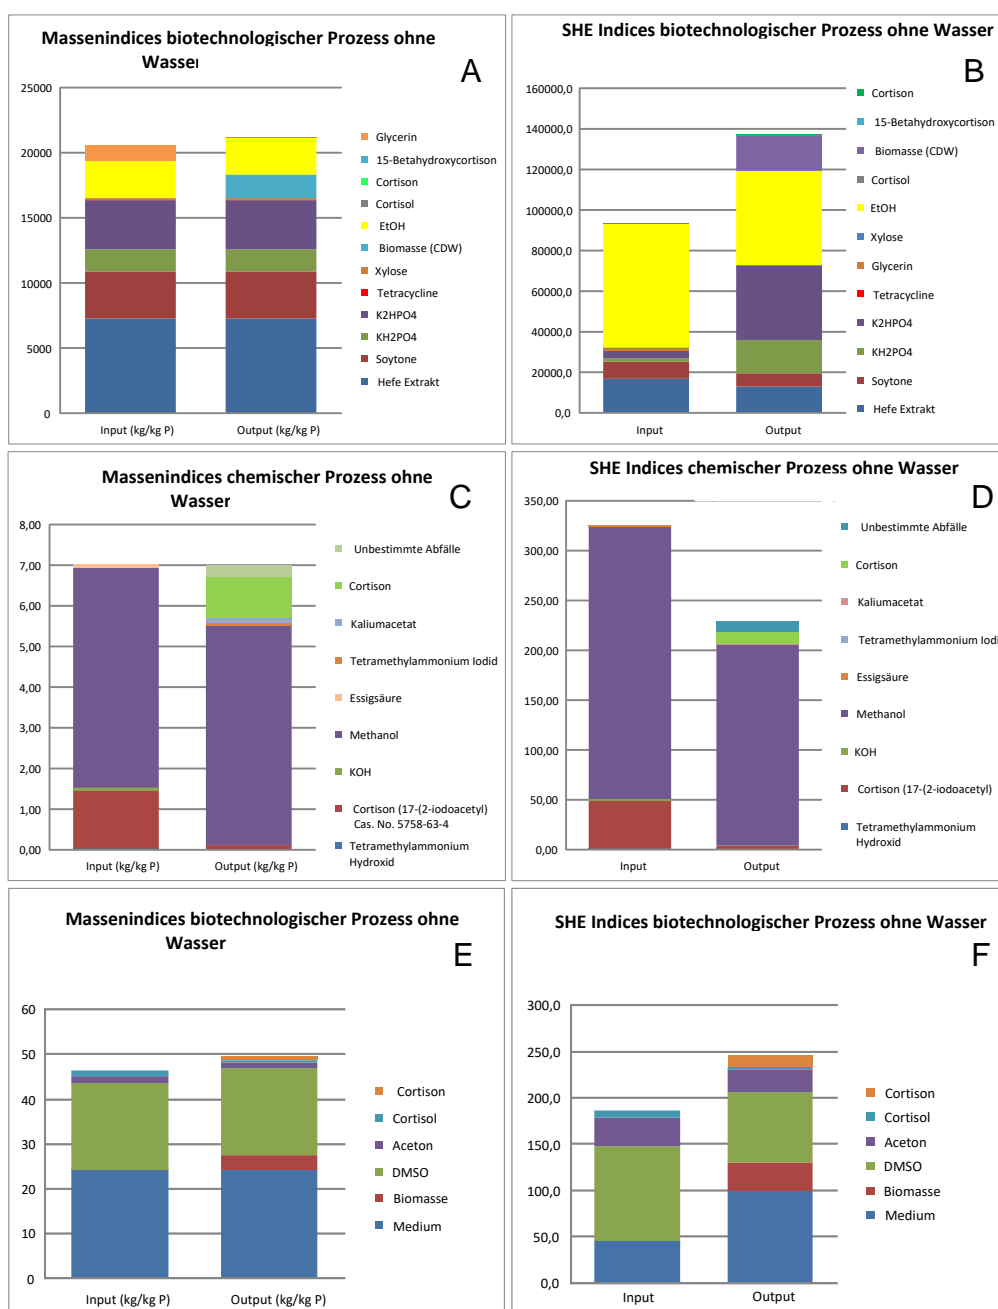 Massenindices biotechnologischer Prozess ohne
Wasser
A
25000
20000
15000
10000
5000
0
Input (kg/kg P)
Output (kg/kg P)
Glycerin
15-Betahydroxycortison
Cortison
Cortisol
EtOH
Biomasse (CDW)
Xylose
Tetracycline
K2HPO4
KH2PO4
Soytone
Hefe Extrakt
SHE Indices biotechnologischer Prozess ohne Wasser
B
160000,0
140000,0
120000,0
100000,0
80000,0
60000,0
40000,0
20000,0
0,0
Input
Output
Cortison
15-Betahydroxycortison
Biomasse (CDW)
Cortisol
EtOH
Xylose
Glycerin
Tetracycline
K2HPO4
KH2PO4
Soytone
Hefe Extrakt
Massenindices chemischer Prozess ohne
Wasser
C
8,00
7,00
6,00
5,00
4,00
3,00
2,00
1,00
0,00
Input (kg/kg P)
Output (kg/kg P)
Unbestimmte Abfälle
Cortison
Kaliumacetat
Tetramethylammonium Iodid
Essigsäure
Methanol
KOH
Cortison (17-(2-iodoacetyl)
Cas. No. 5758-63-4
Tetramethylammonium
Hydroxid
SHE Indices chemischer Prozess ohne Wasser
D
350,00
300,00
250,00
200,00
150,00
100,00
50,00
0,00
Input
Output
Unbestimmte Abfälle
Cortison
Kaliumacetat
Tetramethylammonium Iodi
Essigsäure
Methanol
KOH
Cortison (17-(2-iodoacetyl)
Tetramethylammonium
Hydroxid
Massenindices biotechnologischer Prozess ohne
Wasser
E
60
50
40
30
20
10
0
Input (kg/kg P)
Output (kg/kg P)
Cortison
Cortisol
Aceton
DMSO
Biomasse
Medium
SHE Indices biotechnologischer Prozess ohne Wasser
F
300,0
250,0
200,0
150,0
100,0
50,0
0,0
Input
Output
Cortison
Cortisol
Aceton
DMSO
Biomasse
Medium